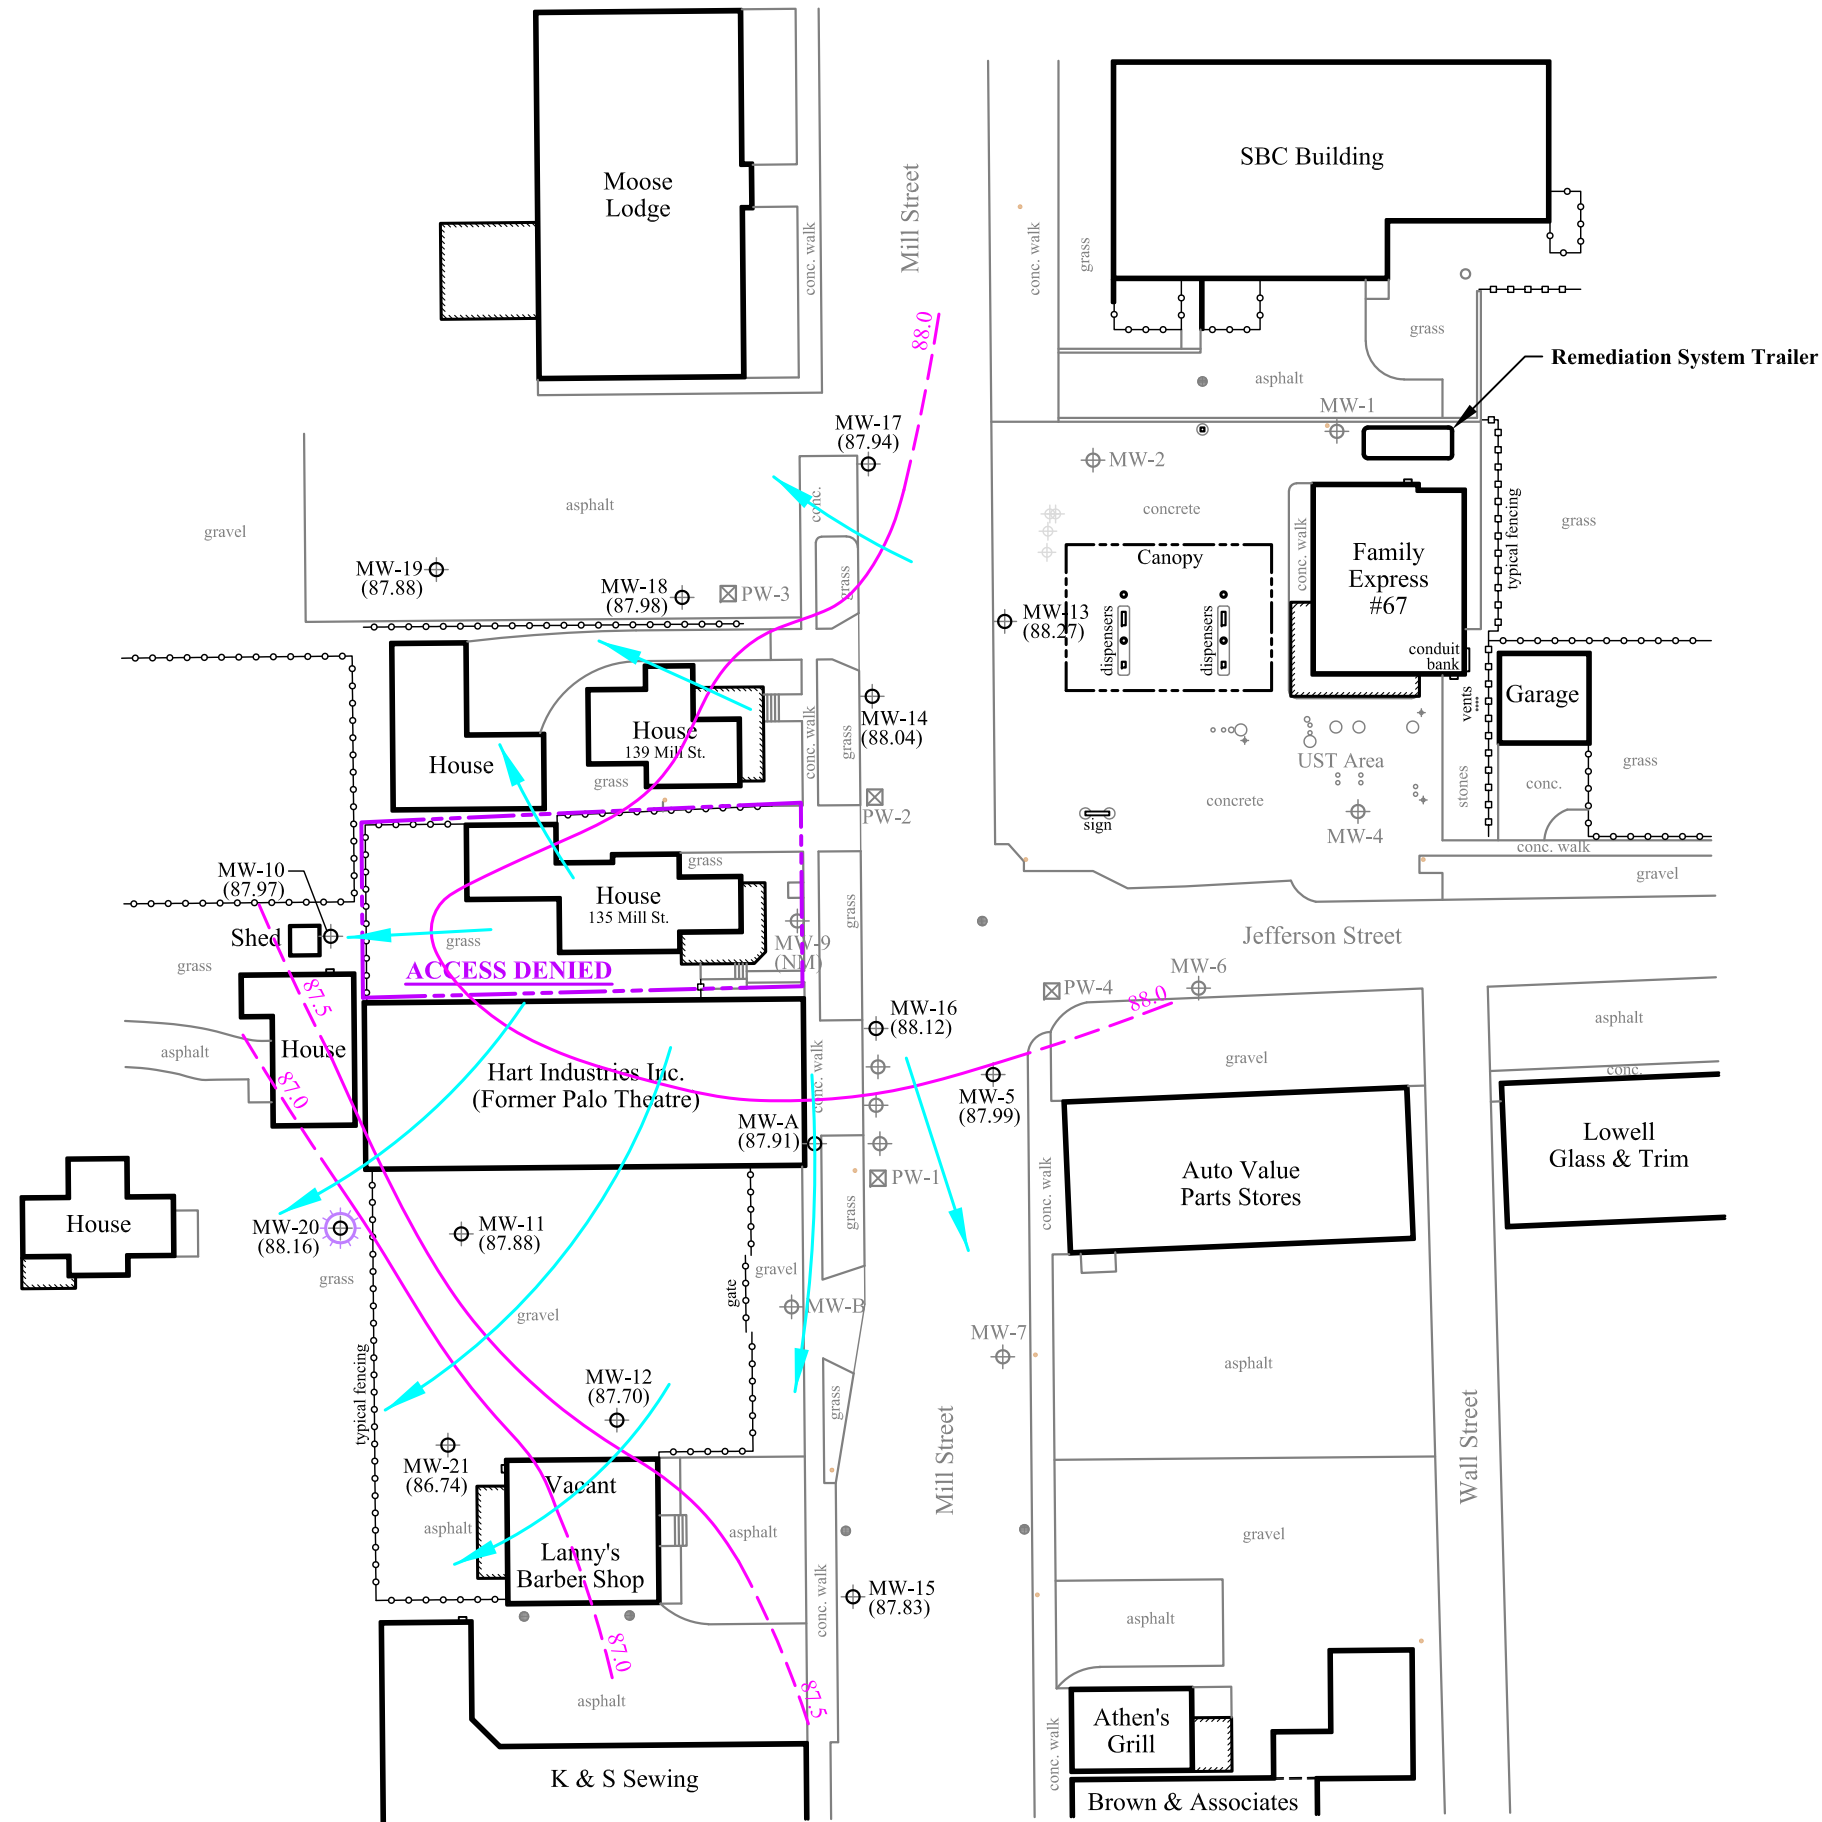 Moose
Lodge
conc. walk
Mill Street
conc. walk
grass
SBC Building
grass
Remediation System Trailer
asphalt
88.0
MW-17
(87.94)
MW-1
MW-2
asphalt
gravel
conc.
concrete
conc. walk
Family
Express
#67
typical fencing
grass
Canopy
MW-19
(87.88)
MW-18
(87.98)
PW-3
grass
MW-13
(88.27)
dispensers
dispensers
conduit
bank
vents
Garage
House
House
139 Mill St.
grass
conc. walk
grass
MW-14
(88.04)
UST Area
concrete
stones
conc.
grass
PW-2
sign
MW-4
conc. walk
gravel
MW-10
(87.97)
grass
House
135 Mill St.
grass
Shed
grass
grass
MW-9
(NM)
ACCESS DENIED
Jefferson Street
MW-6
PW-4
88.0
87.5
MW-16
(88.12)
asphalt
House
87.0
Hart Industries Inc.
(Former Palo Theatre)
conc. walk
gravel
asphalt
conc.
MW-5
(87.99)
MW-A
(87.91)
Lowell
Glass & Trim
PW-1
Auto Value
Parts Stores
conc. walk
grass
House
MW-20
(88.16)
MW-11
(87.88)
grass
gravel
gate
gravel
MW-B
MW-7
asphalt
typical fencing
MW-12
(87.70)
grass
Mill Street
Wall Street
MW-21
(86.74)
Vacant
asphalt
asphalt
gravel
Lanny's
Barber Shop
conc. walk
MW-15
(87.83)
asphalt
87.0
87.5
asphalt
conc. walk
Athen's
Grill
K & S Sewing
Brown & Associates